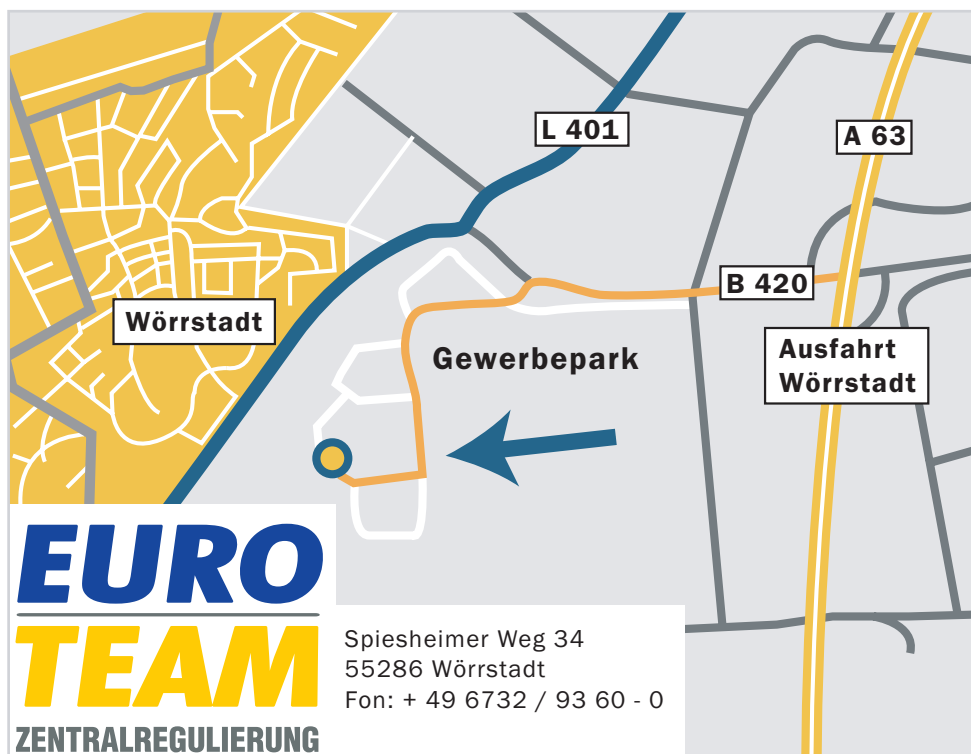 L 401
A 63
B 420
Wörrstadt
Gewerbepark
Ausfahrt
Wörrstadt
EURO
TEAM
ZENTRALREGULIERUNG
Spiesheimer Weg 34
55286 Wörrstadt
Fon: + 49 6732 / 93 60 - 0